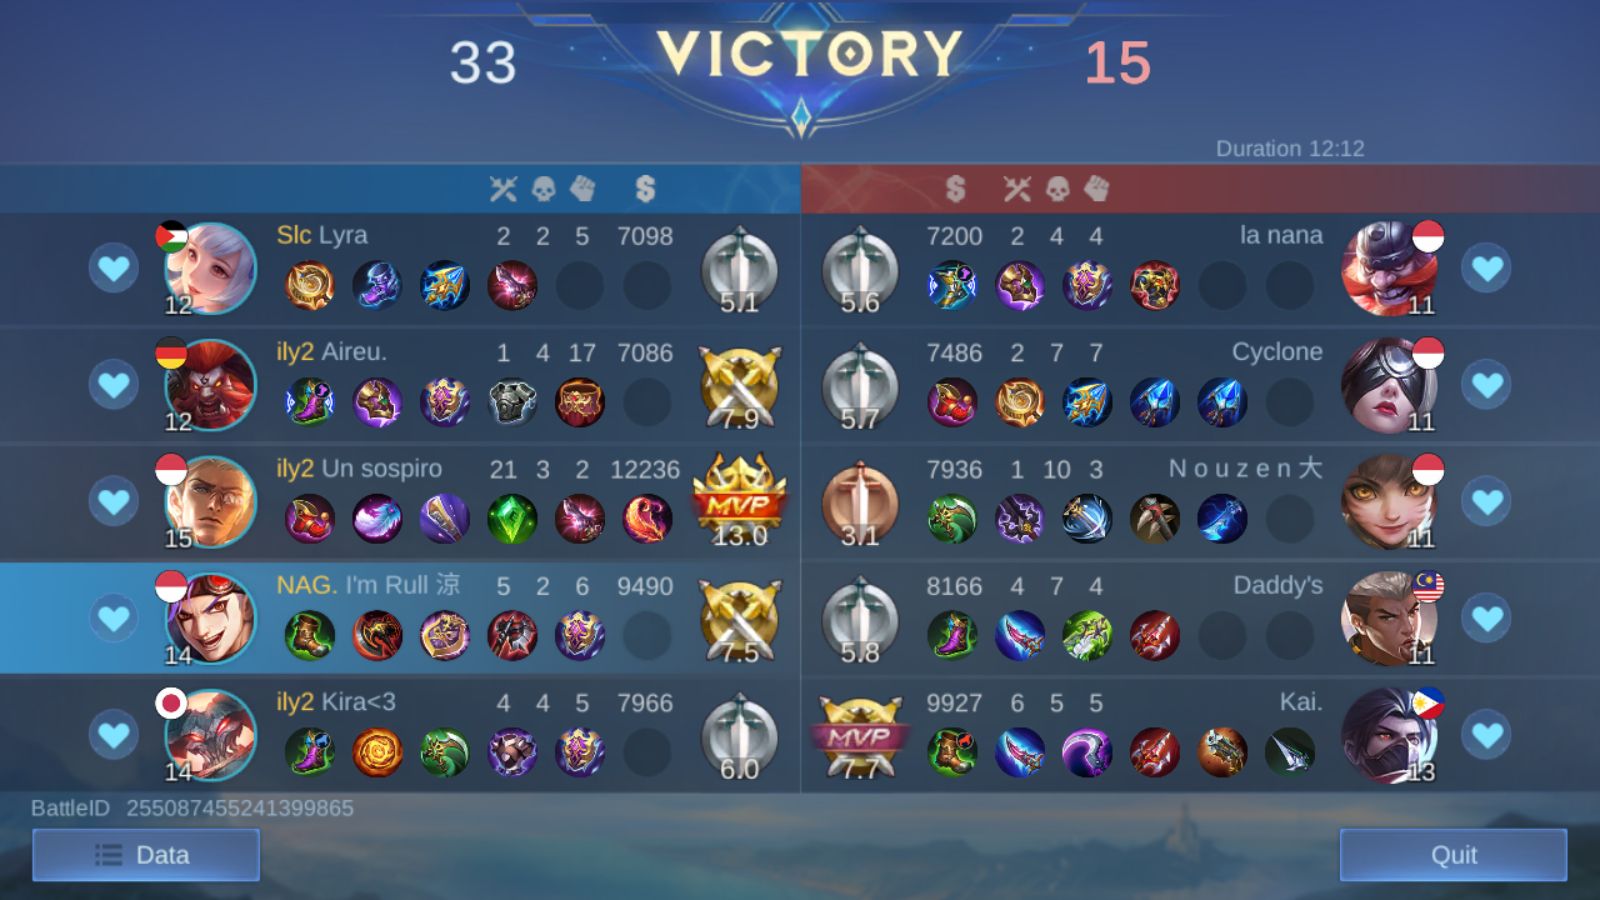 33 VICTORY 15
Duration 12:12
Slc Lyra 2 2 5 7098
12 5.1
7200 2 4 4 la nana
5.6 11
ily2 Aireu. 1 4 17 7086
12 7.9
7486 2 7 7 Cyclone
5.7 11
ily2 Un sospiro 21 3 2 12236
15 MVP 13.0
7936 1 10 3 N o u z e n 大
3.1 11
NAG. I'm Rull 涼 5 2 6 9490
14 7.5
8166 4 7 4 Daddy's
5.8 11
ily2 Kira<3 4 4 5 7966
14 6.0
9927 6 5 5 Kai.
MVP 7.7 13
BattleID 255087455241399865
Data
Quit